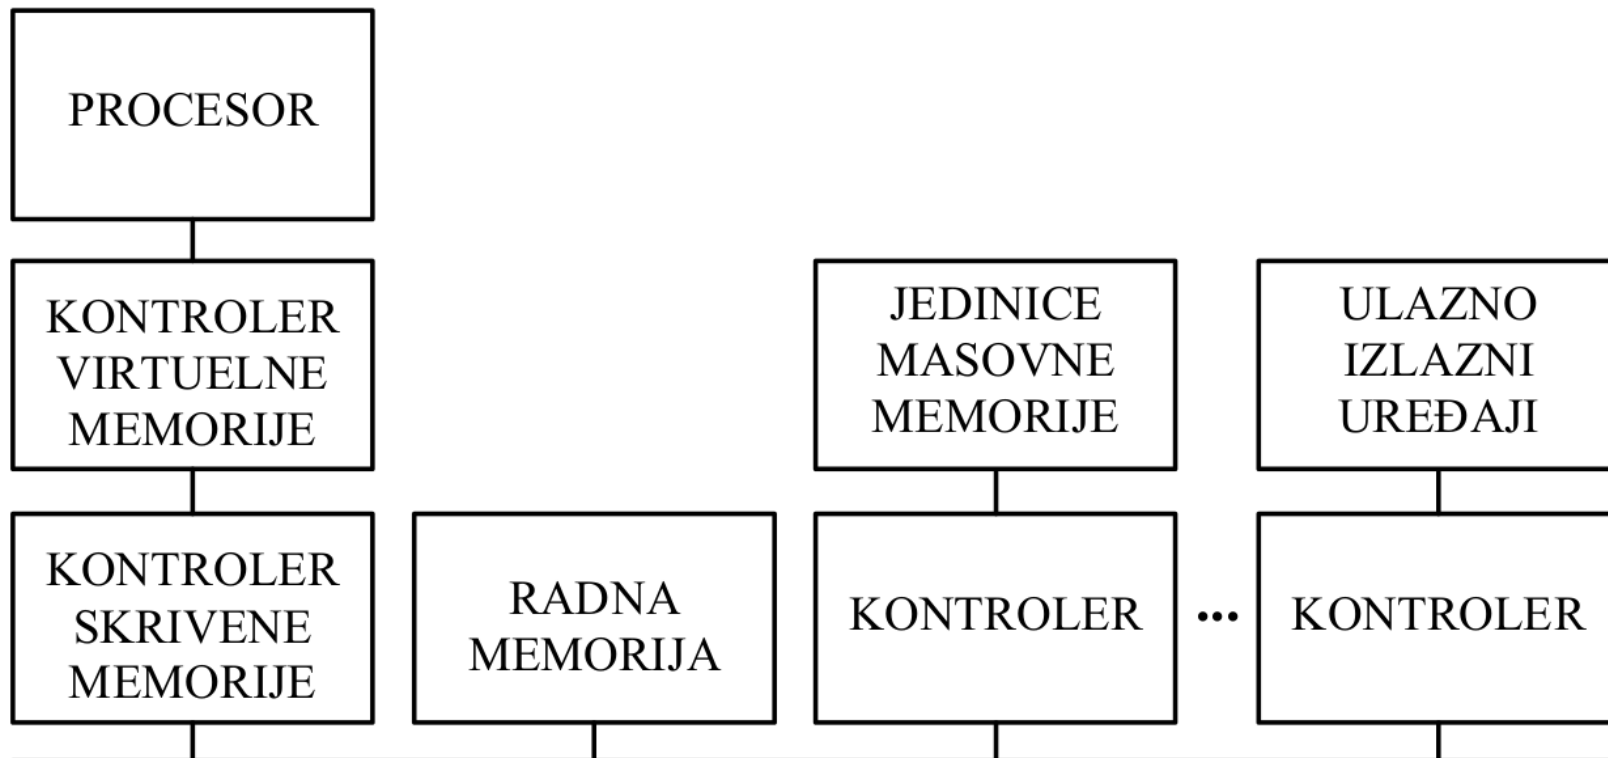 PROCESOR
KONTROLER
VIRTUELNE
MEMORIJE
JEDINICE
MASOVNE
MEMORIJE
ULAZNO
IZLAZNI
UREĐAJI
KONTROLER
SKRIVENE
MEMORIJE
RADNA
MEMORIJA
KONTROLER
...
KONTROLER